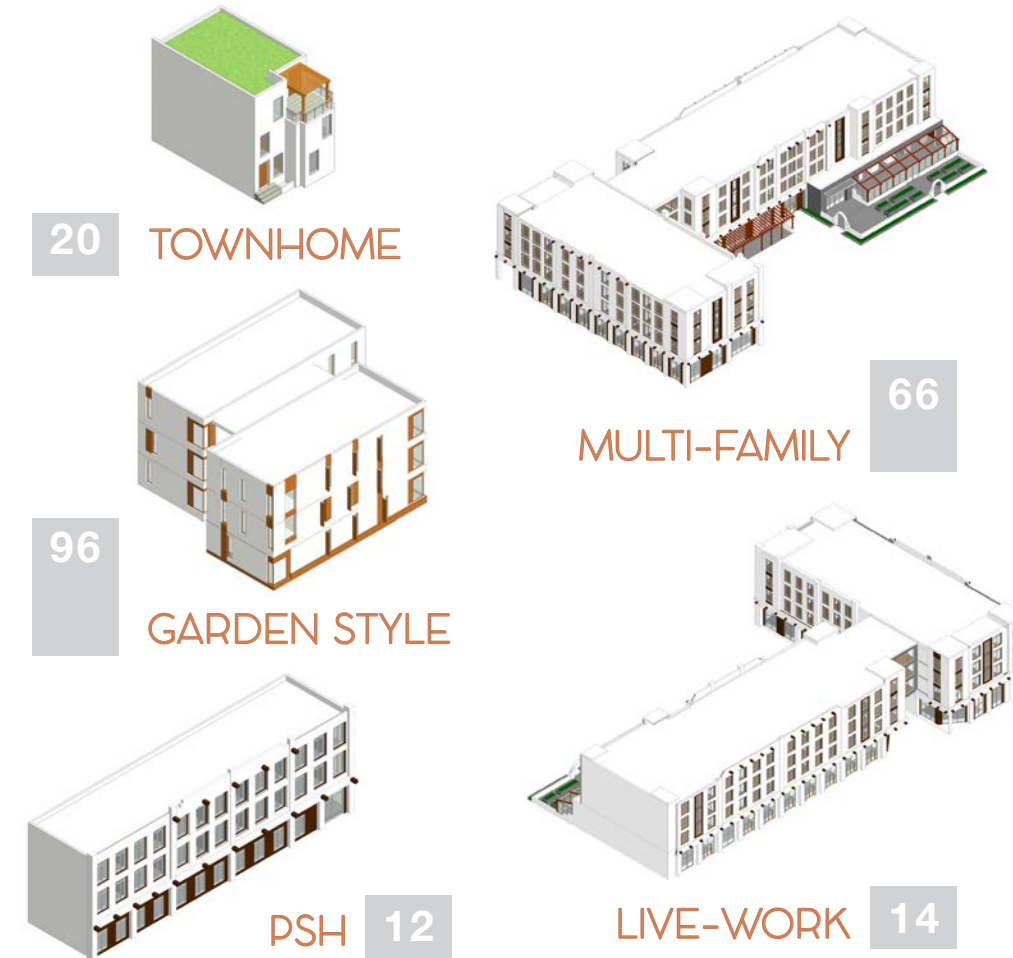 20 TOWNHOME
66
MULTI-FAMILY
96
GARDEN STYLE
PSH 12
LIVE-WORK 14